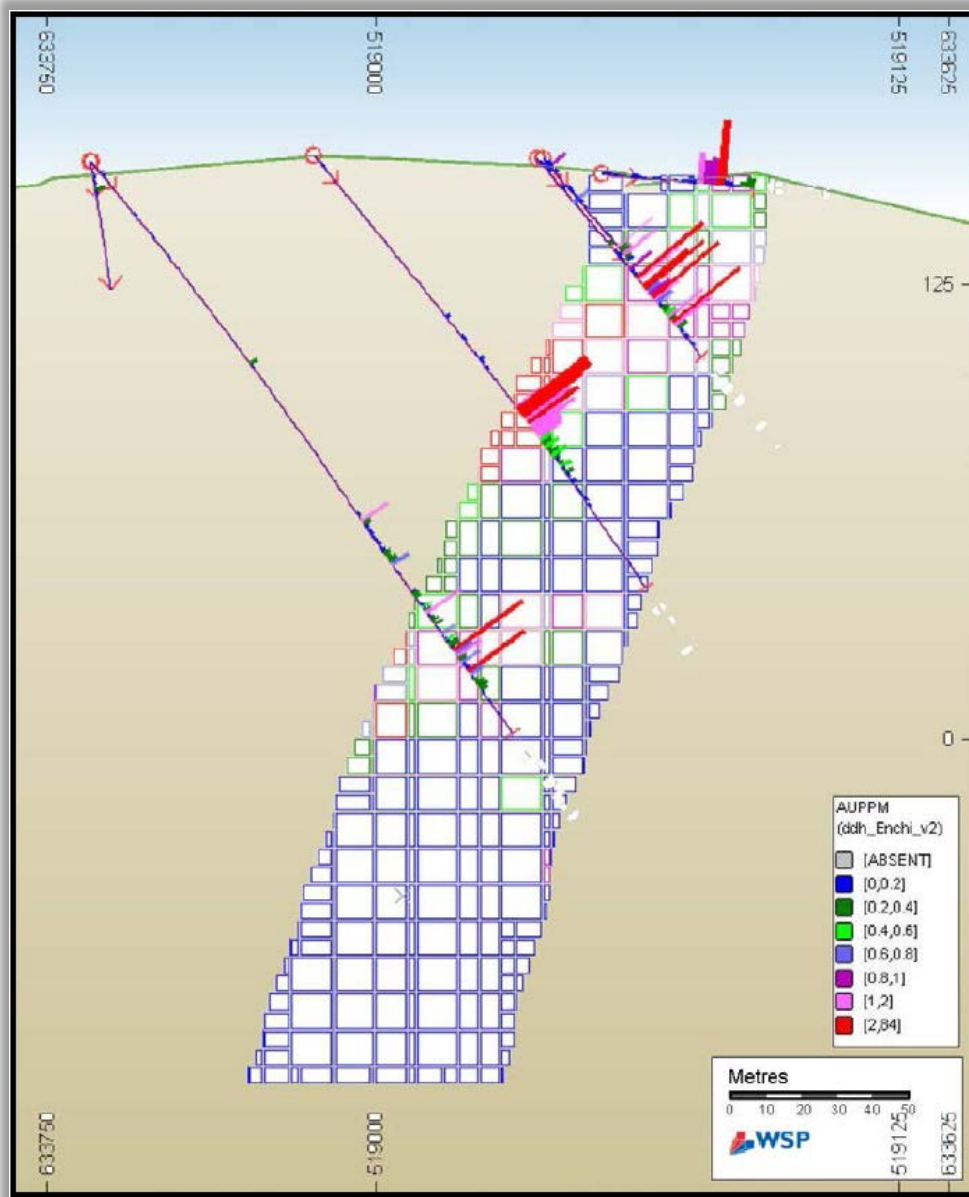 633750
519000
519125
633625
125
0
AUPPM
(ddh_Enchi_v2)
[ABSENT]
[0,0.2]
[0.2,0.4]
[0.4,0.6]
[0.6,0.8]
[0.8,1]
[1,2]
[2,84]
Metres
0 10 20 30 40 50
WSP
633750
519000
519125
633625